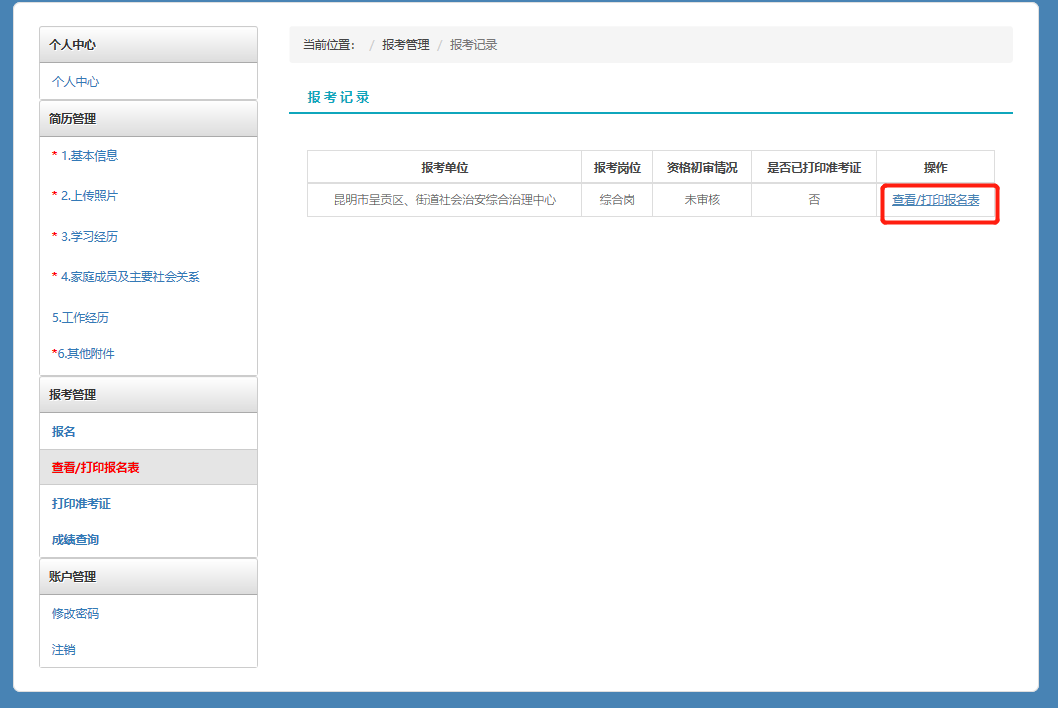 个人中心
个人中心
简历管理
* 1.基本信息
* 2.上传照片
* 3.学习经历
* 4.家庭成员及主要社会关系
5.工作经历
*6.其他附件
报考管理
报名
查看/打印报名表
打印准考证
成绩查询
账户管理
修改密码
注销
当前位置： / 报考管理 / 报考记录
报考记录
报考单位 报考岗位 资格初审情况 是否已打印准考证 操作
昆明市呈贡区、街道社会治安综合治理中心 综合岗 未审核 否 查看/打印报名表